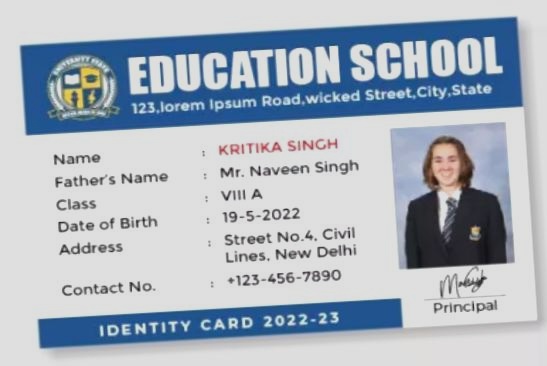 EDUCATION SCHOOL
123,lorem Ipsum Road,wicked Street,City,State
Name : KRITIKA SINGH
Father's Name : Mr. Naveen Singh
Class : VIII A
Date of Birth : 19-5-2022
Address : Street No.4, Civil
Lines, New Delhi
Contact No. : +123-456-7890
Principal
IDENTITY CARD 2022-23